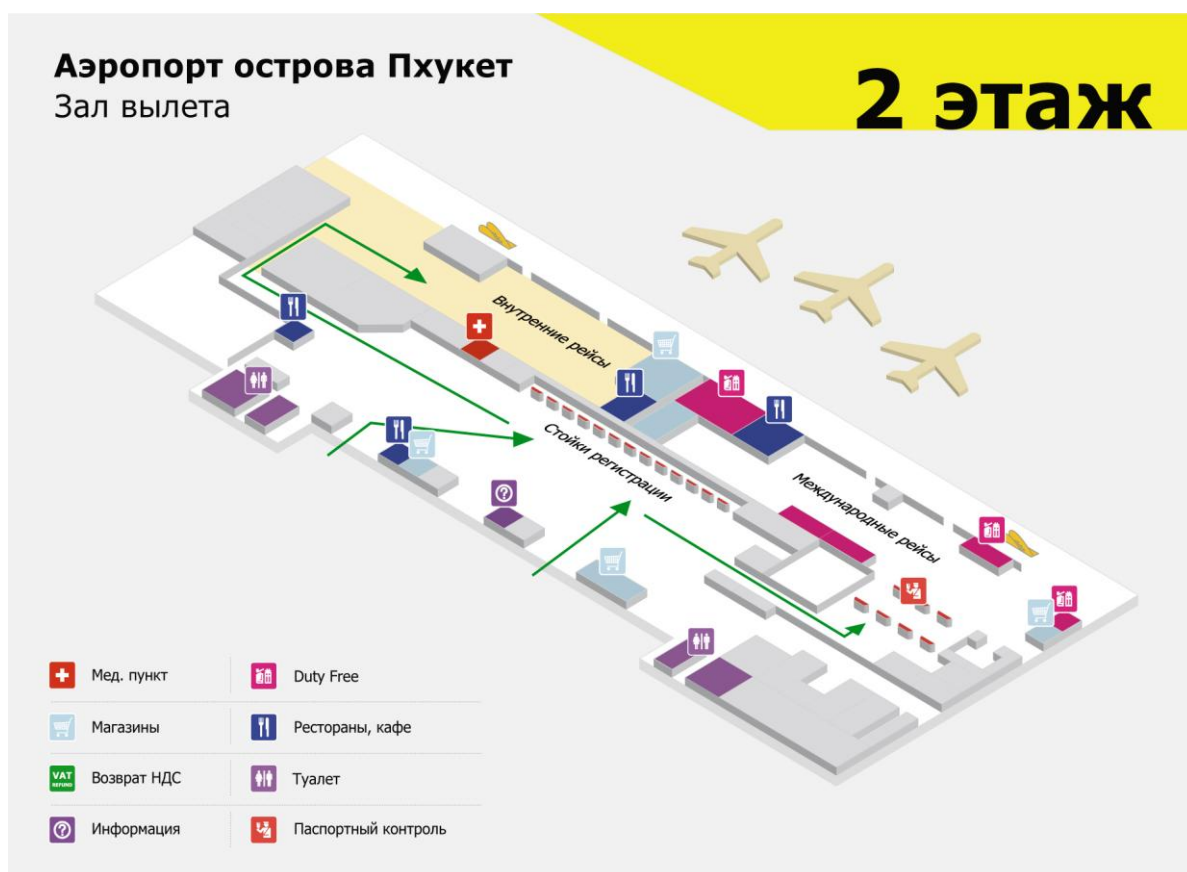 Аэропорт острова Пхукет
Зал вылета
2 этаж
Внутренние рейсы
Стойки регистрации
Международные рейсы
Мед. пункт
Duty Free
Магазины
Рестораны, кафе
VAT
REFUND
Возврат НДС
Туалет
Информация
Паспортный контроль